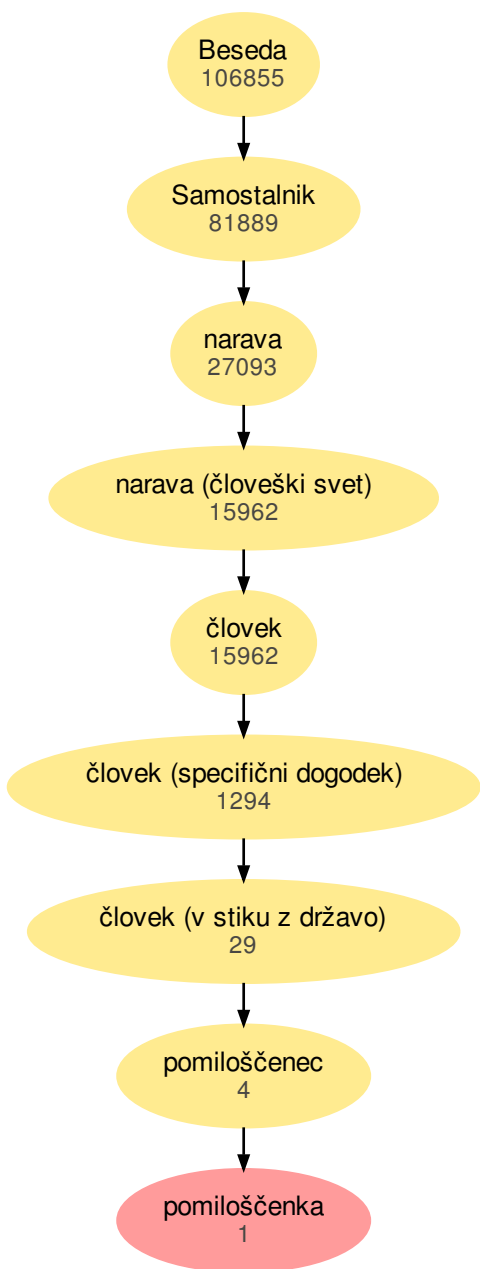 Beseda
106855
Samostalnik
81889
narava
27093
narava (človeški svet)
15962
človek
15962
človek (specifični dogodek)
1294
človek (v stiku z državo)
29
pomiloščenec
4
pomiloščenka
1